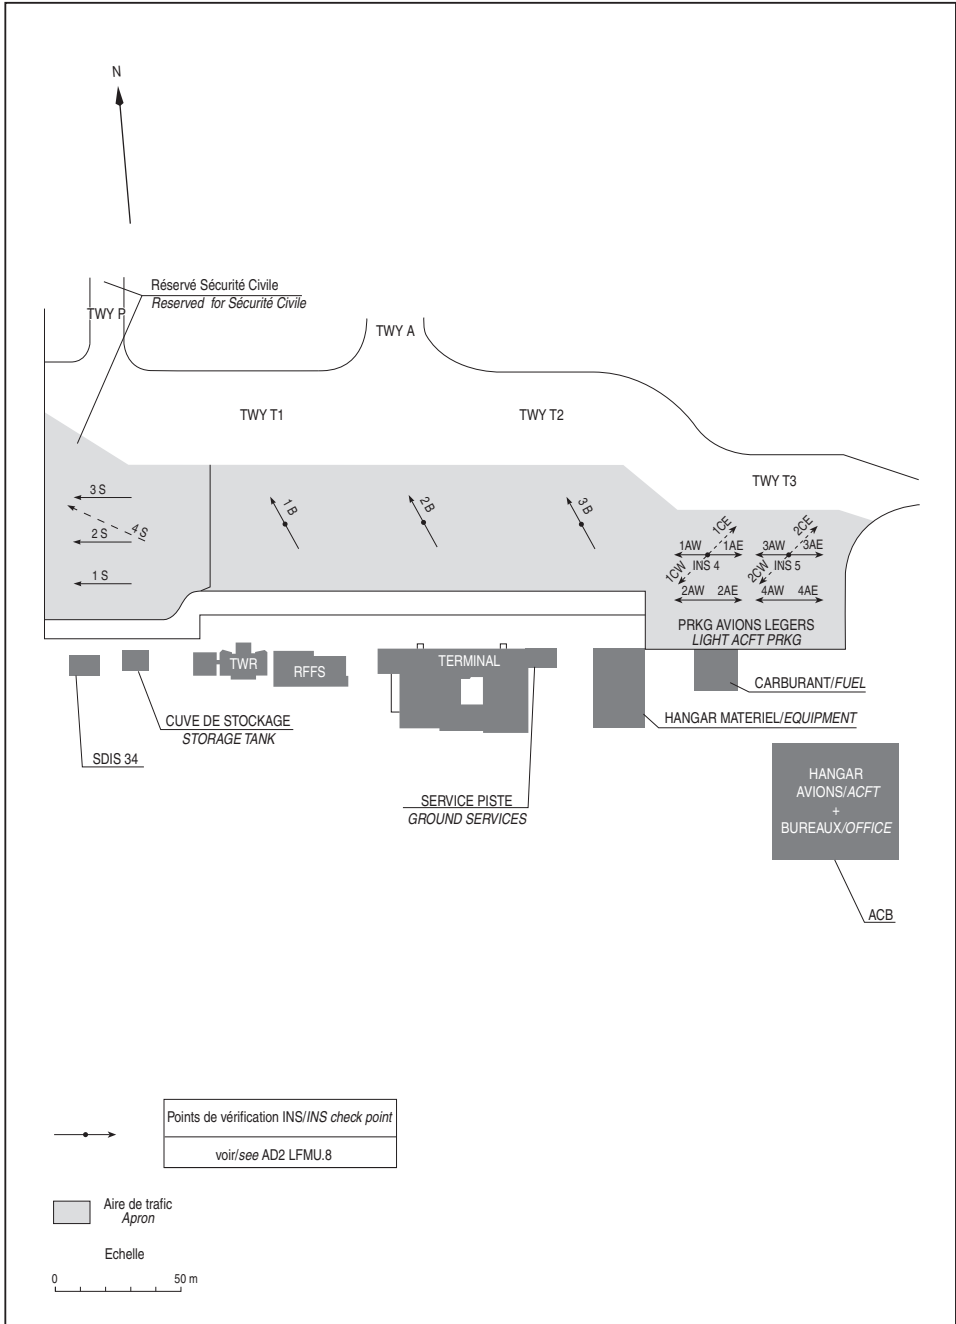 N
Réservé Sécurité Civile
Reserved for Sécurité Civile
TWY P
TWY A
TWY T1
TWY T2
TWY T3
3 S
4 S
2 S
1 S
1 B
2 B
3 B
1CE
2CE
1AW
1AE
3AW
3AE
1CW
INS 4
2CW
INS 5
2AW
2AE
4AW
4AE
PRKG AVIONS LEGERS
LIGHT ACFT PRKG
TWR
RFFS
TERMINAL
CARBURANT/FUEL
HANGAR MATERIEL/EQUIPMENT
CUVE DE STOCKAGE
STORAGE TANK
SDIS 34
SERVICE PISTE
GROUND SERVICES
HANGAR
AVIONS/ACFT
+
BUREAUX/OFFICE
ACB
Points de vérification INS/INS check point
voir/see AD2 LFMU.8
Aire de trafic
Apron
Echelle
0
50 m